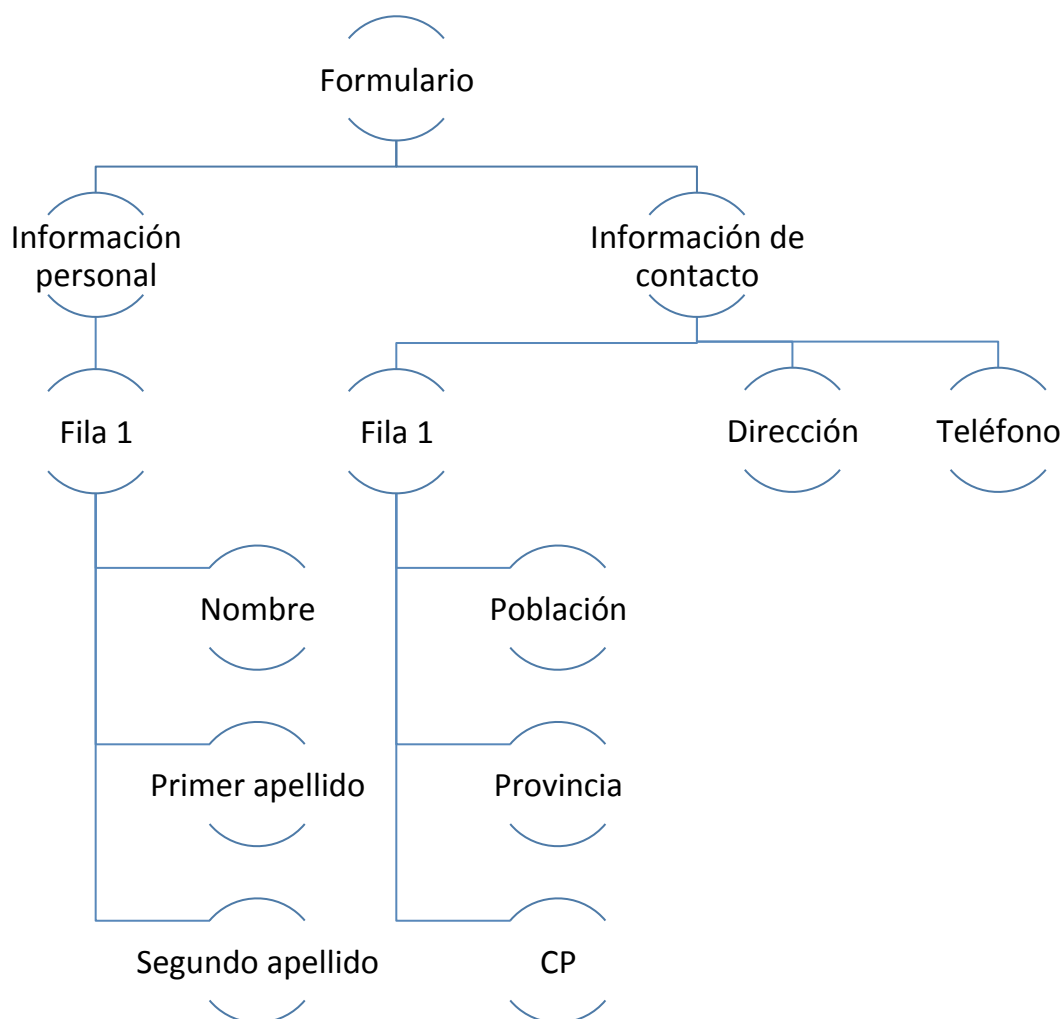 Formulario
Información
personal
Información de
contacto
Fila 1
Fila 1
Dirección
Teléfono
Nombre
Población
Primer apellido
Provincia
Segundo apellido
CP